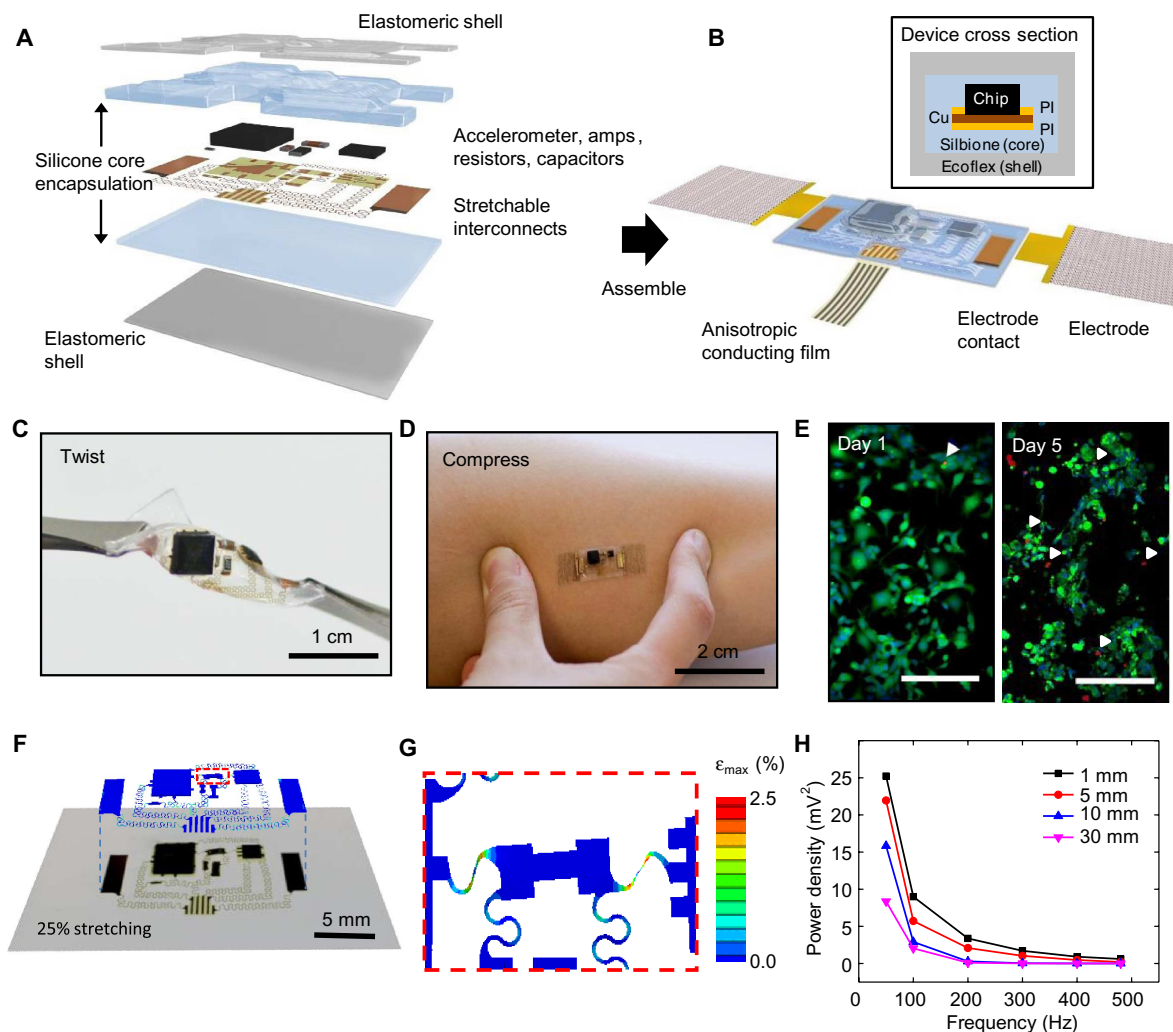 A
Elastomeric shell
Silicone core
encapsulation
Accelerometer, amps,
resistors, capacitors
Stretchable
interconnects
Elastomeric
shell
Assemble
B
Device cross section
Chip
Cu
PI
PI
Silbione (core)
Ecoflex (shell)
Anisotropic
conducting film
Electrode
contact
Electrode
C
Twist
1 cm
D
Compress
2 cm
E
Day 1
Day 5
F
25% stretching
5 mm
G
εmax (%)
2.5
0.0
H
Power density (mV²)
25
20
15
10
5
0
1 mm
5 mm
10 mm
30 mm
0 100 200 300 400 500
Frequency (Hz)